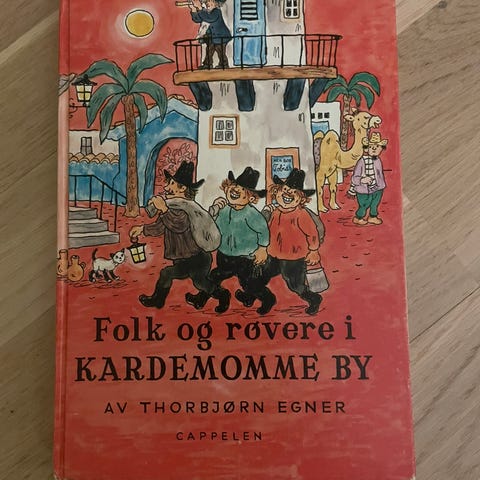 Folk og røvere i
KARDEMOMME BY
AV THORBJØRN EGNER
CAPPELEN